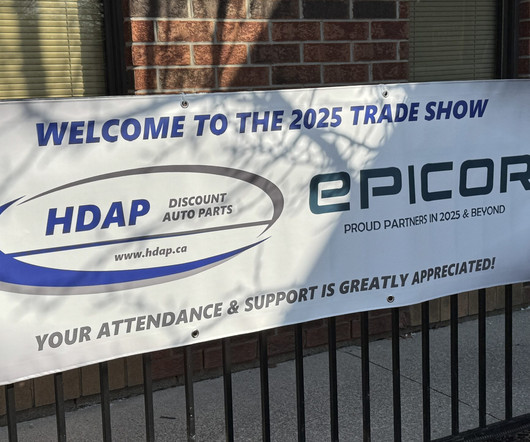 WELCOME TO THE 2025 TRADE SHOW
HDAP
DISCOUNT
AUTO PARTS
www.hdap.ca
EPICOR
PROUD PARTNERS IN 2025 & BEYOND
YOUR ATTENDANCE & SUPPORT IS GREATLY APPRECIATED!